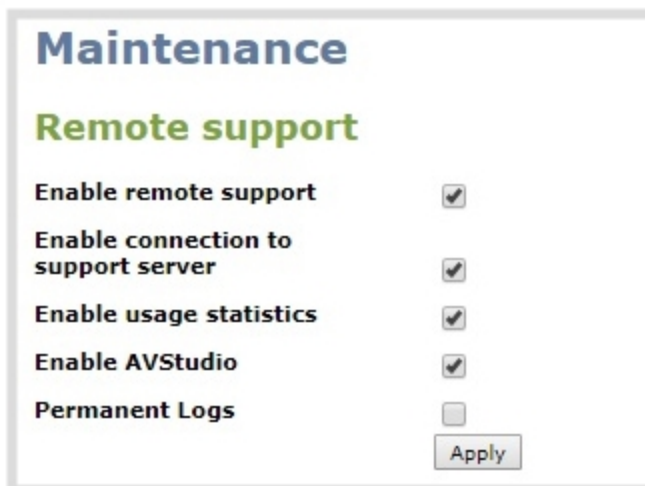 Maintenance
Remote support
Enable remote support
Enable connection to
support server
Enable usage statistics
Enable AVStudio
Permanent Logs
Apply